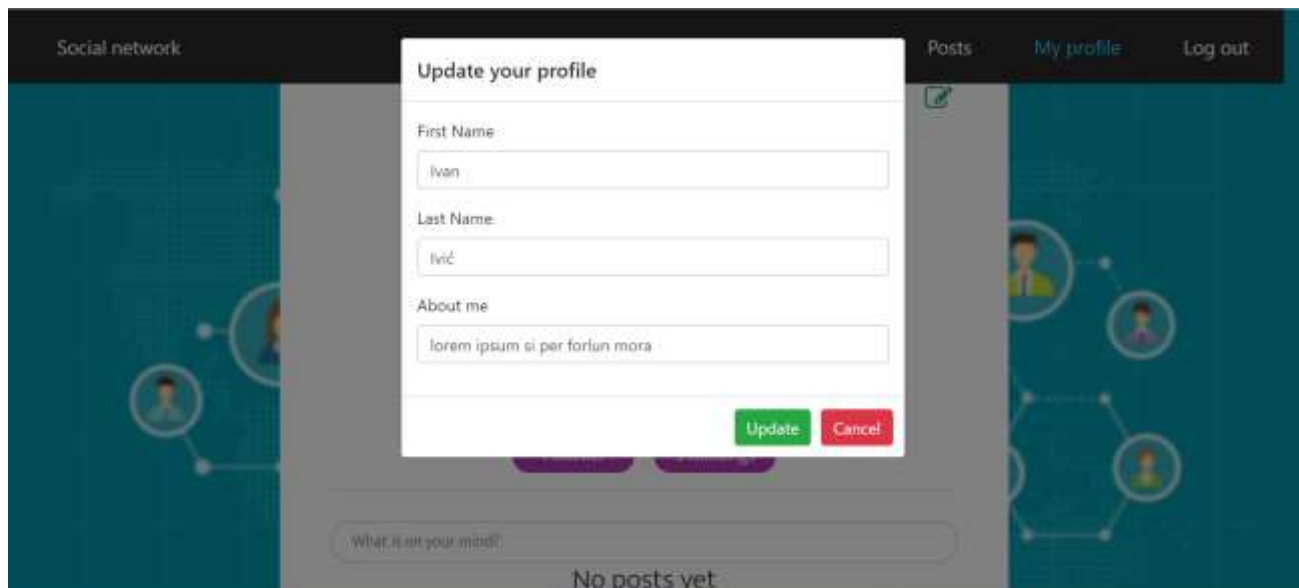 Social network
Posts
My profile
Log out
Update your profile
First Name
Ivan
Last Name
Ivić
About me
lorem ipsum si per forlun mora
Update
Cancel
What is on your mind?
No posts yet